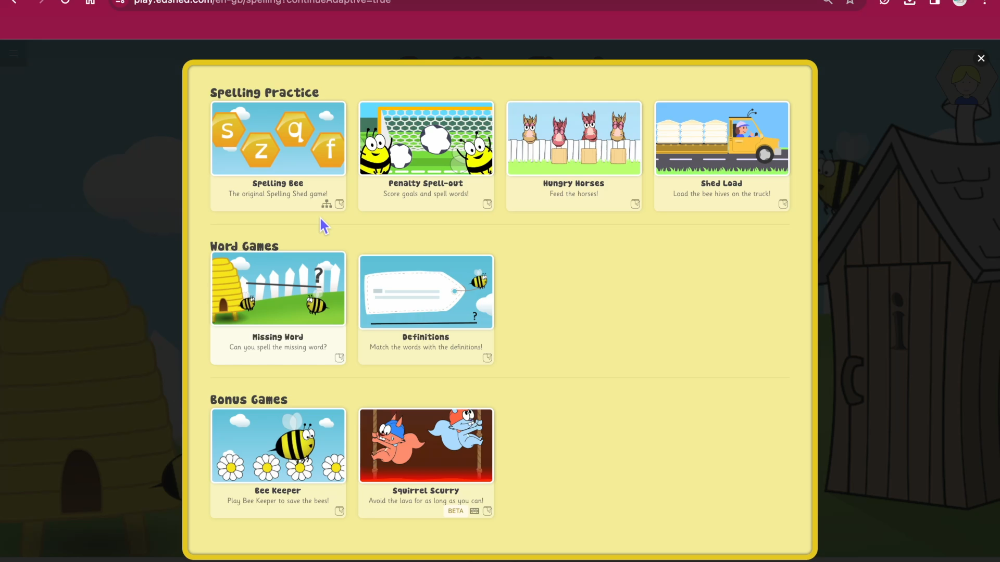 play.edshed.com/en-gb/spelling?continueAdaptive=true
Spelling Practice
s
z
q
f
Spelling Bee
The original Spelling Shed game!
Penalty Spell-out
Score goals and spell words!
Hungry Horses
Feed the horses!
Shed Load
Load the bee hives on the truck!
Word Games
?
Missing Word
Can you spell the missing word?
?
Definitions
Match the words with the definitions!
Bonus Games
Bee Keeper
Play Bee Keeper to save the bees!
Squirrel Scurry
Avoid the lava for as long as you can!
BETA
i